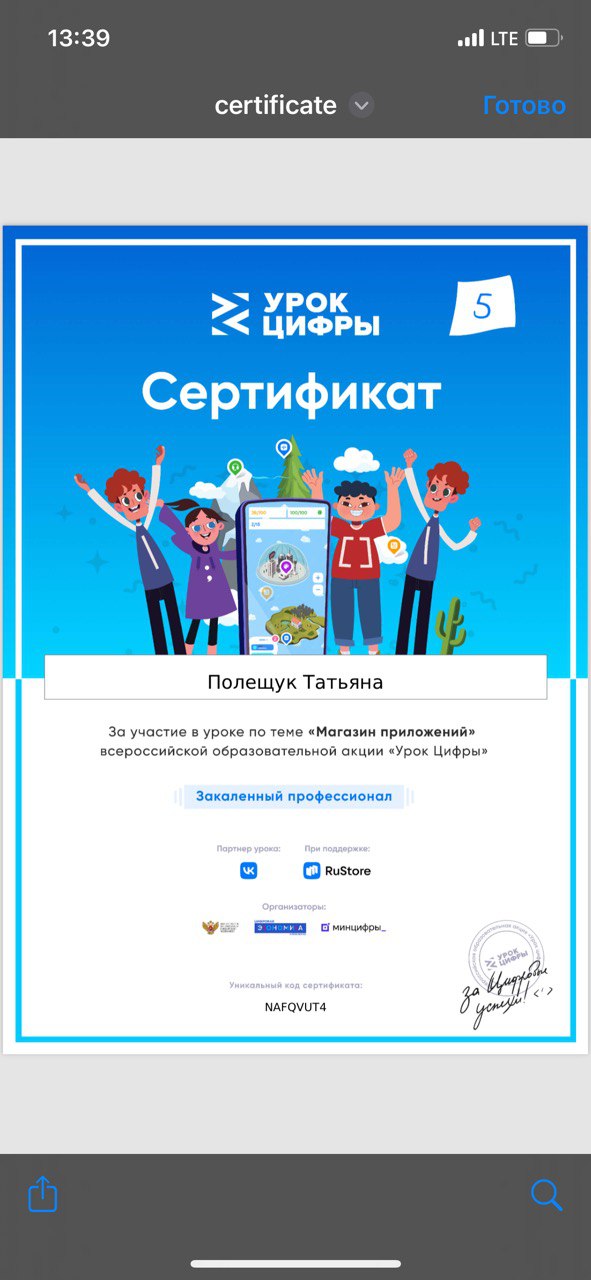 13:39
LTE
certificate
Готово
УРОК
ЦИФРЫ
5
Сертификат
Полещук Татьяна
За участие в уроке по теме «Магазин приложений»
всероссийской образовательной акции «Урок Цифры»
Закаленный профессионал
Партнер урока:
При поддержке:
RuStore
Организаторы:
ЦИФРОВАЯ
ЭКОНОМИКА
минцифры_
УРОК
ЦИФРЫ
за Цифровые
успехи!
Уникальный код сертификата:
NAFQVUT4